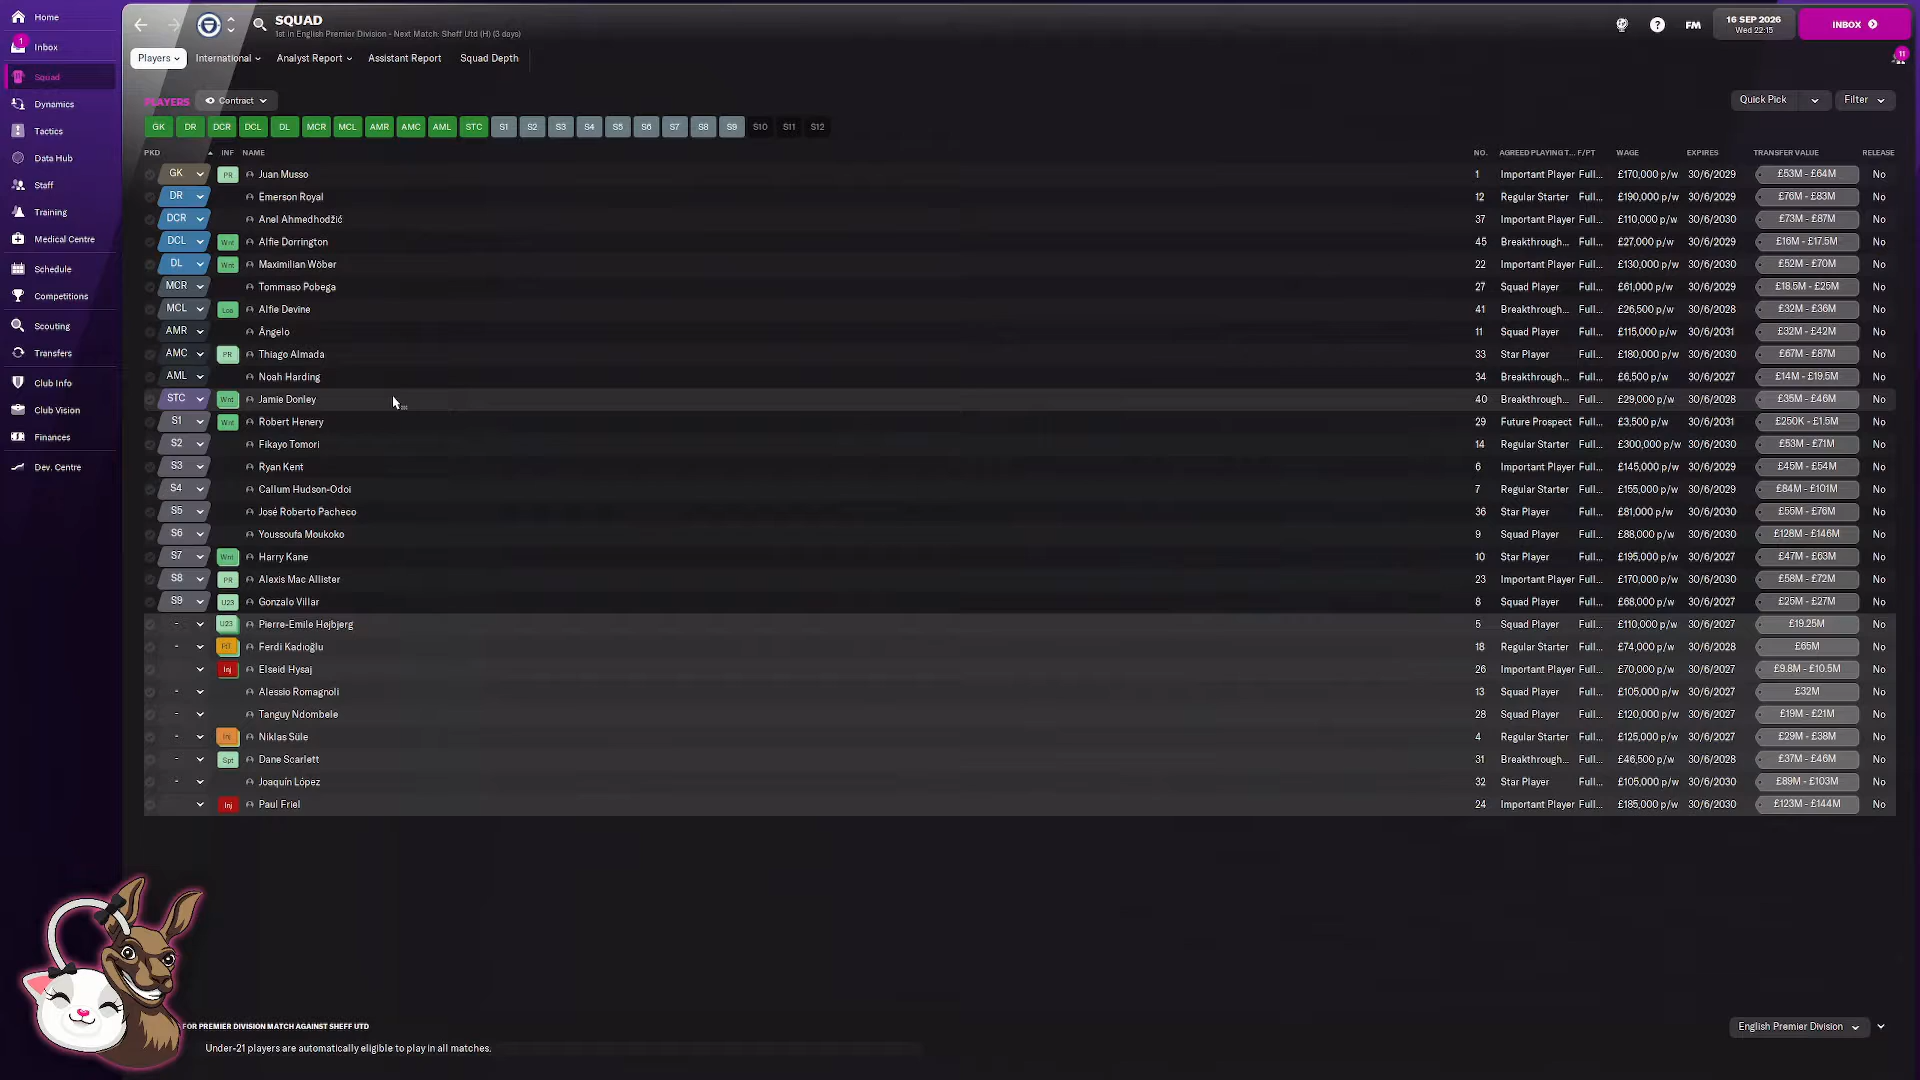 Home
Inbox
1
Squad
Dynamics
Tactics
Data Hub
Staff
Training
Medical Centre
Schedule
Competitions
Scouting
Transfers
Club Info
Club Vision
Finances
Dev. Centre
SQUAD
1st in English Premier Division - Next Match: Sheff Utd (H) (3 days)
FM
16 SEP 2026
Wed 22:15
INBOX
11
Players International Analyst Report Assistant Report Squad Depth
PLAYERS Contract Quick Pick Filter
GK DR DCR DCL DL MCR MCL AMR AMC AML STC S1 S2 S3 S4 S5 S6 S7 S8 S9 S10 S11 S12
PKD INF NAME NO. AGREED PLAYING T... F/PT WAGE EXPIRES TRANSFER VALUE RELEASE
GK PR Juan Musso 1 Important Player Full... £170,000 p/w 30/6/2029 £53M - £64M No
DR Emerson Royal 12 Regular Starter Full... £190,000 p/w 30/6/2029 £76M - £83M No
DCR Anel Ahmedhodžić 37 Important Player Full... £110,000 p/w 30/6/2030 £73M - £87M No
DCL Wnt Alfie Dorrington 45 Breakthrough... Full... £27,000 p/w 30/6/2029 £16M - £17.5M No
DL Wnt Maximilian Wöber 22 Important Player Full... £130,000 p/w 30/6/2030 £52M - £70M No
MCR Tommaso Pobega 27 Squad Player Full... £61,000 p/w 30/6/2029 £18.5M - £25M No
MCL Loa Alfie Devine 41 Breakthrough... Full... £26,500 p/w 30/6/2028 £32M - £36M No
AMR Ângelo 11 Squad Player Full... £115,000 p/w 30/6/2031 £32M - £42M No
AMC PR Thiago Almada 33 Star Player Full... £180,000 p/w 30/6/2030 £67M - £87M No
AML Noah Harding 34 Breakthrough... Full... £6,500 p/w 30/6/2027 £14M - £19.5M No
STC Wnt Jamie Donley 40 Breakthrough... Full... £29,000 p/w 30/6/2028 £35M - £46M No
S1 Wnt Robert Henery 29 Future Prospect Full... £3,500 p/w 30/6/2031 £250K - £1.5M No
S2 Fikayo Tomori 14 Regular Starter Full... £300,000 p/w 30/6/2030 £53M - £71M No
S3 Ryan Kent 6 Important Player Full... £145,000 p/w 30/6/2029 £45M - £54M No
S4 Callum Hudson-Odoi 7 Regular Starter Full... £155,000 p/w 30/6/2029 £84M - £101M No
S5 José Roberto Pacheco 36 Star Player Full... £81,000 p/w 30/6/2030 £55M - £76M No
S6 Youssoufa Moukoko 9 Squad Player Full... £88,000 p/w 30/6/2030 £128M - £146M No
S7 Wnt Harry Kane 10 Star Player Full... £195,000 p/w 30/6/2027 £47M - £63M No
S8 PR Alexis Mac Allister 23 Important Player Full... £170,000 p/w 30/6/2030 £58M - £72M No
S9 U23 Gonzalo Villar 8 Squad Player Full... £68,000 p/w 30/6/2027 £25M - £27M No
- U23 Pierre-Emile Højbjerg 5 Squad Player Full... £110,000 p/w 30/6/2027 £19.25M No
- Ferdi Kadıoğlu 18 Regular Starter Full... £74,000 p/w 30/6/2028 £65M No
Inj Elseid Hysaj 26 Important Player Full... £70,000 p/w 30/6/2027 £9.8M - £10.5M No
- Alessio Romagnoli 13 Squad Player Full... £105,000 p/w 30/6/2027 £32M No
- Tanguy Ndombele 28 Squad Player Full... £120,000 p/w 30/6/2027 £19M - £21M No
- Inj Niklas Süle 4 Regular Starter Full... £125,000 p/w 30/6/2027 £29M - £38M No
- Spt Dane Scarlett 31 Breakthrough... Full... £46,500 p/w 30/6/2028 £37M - £46M No
- Joaquín López 32 Star Player Full... £105,000 p/w 30/6/2030 £89M - £103M No
Inj Paul Friel 24 Important Player Full... £185,000 p/w 30/6/2030 £123M - £144M No
FOR PREMIER DIVISION MATCH AGAINST SHEFF UTD
English Premier Division
Under-21 players are automatically eligible to play in all matches.